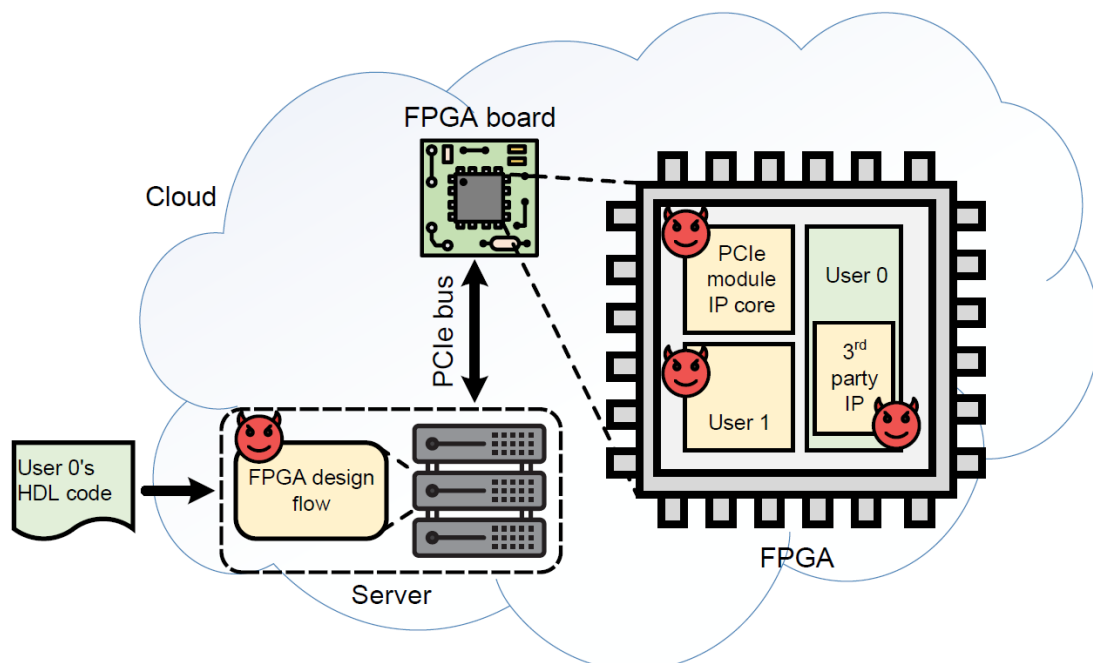 FPGA board
Cloud
PCIe bus
PCIe
module
IP core
User 0
3rd
party
IP
User 1
User 0's
HDL code
FPGA design
flow
Server
FPGA